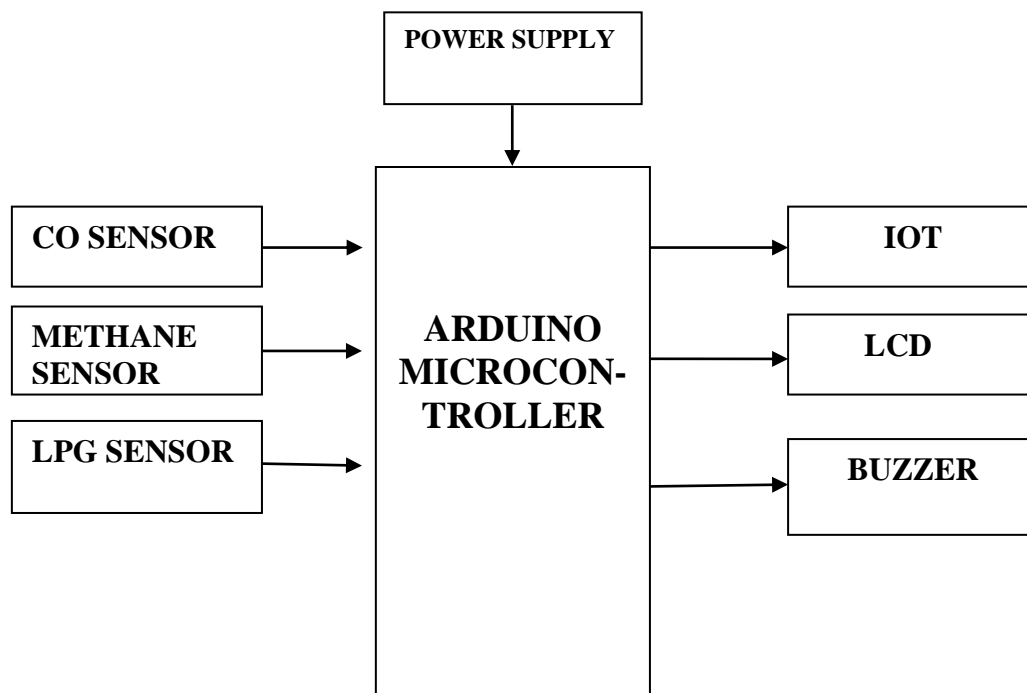 POWER SUPPLY
CO SENSOR
METHANE
SENSOR
LPG SENSOR
ARDUINO
MICROCON-
TROLLER
IOT
LCD
BUZZER